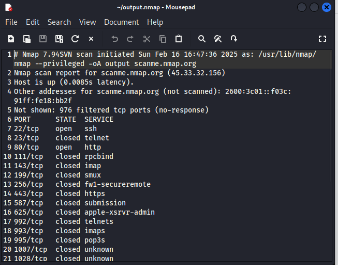 ~/output.nmap - Mousepad
File Edit Search View Document Help
1 # Nmap 7.94SVN scan initiated Sun Feb 16 16:47:36 2025 as: /usr/lib/nmap/
nmap --privileged -oA output scanme.nmap.org
2 Nmap scan report for scanme.nmap.org (45.33.32.156)
3 Host is up (0.0085s latency).
4 Other addresses for scanme.nmap.org (not scanned): 2600:3c01::f03c:
91ff:fe18:bb2f
5 Not shown: 976 filtered tcp ports (no-response)
6 PORT STATE SERVICE
7 22/tcp open ssh
8 23/tcp closed telnet
9 80/tcp open http
10 111/tcp closed rpcbind
11 143/tcp closed imap
12 199/tcp closed smux
13 256/tcp closed fw1-secureremote
14 443/tcp closed https
15 587/tcp closed submission
16 625/tcp closed apple-xsrvr-admin
17 992/tcp closed telnets
18 993/tcp closed imaps
19 995/tcp closed pop3s
20 1007/tcp closed unknown
21 1028/tcp closed unknown